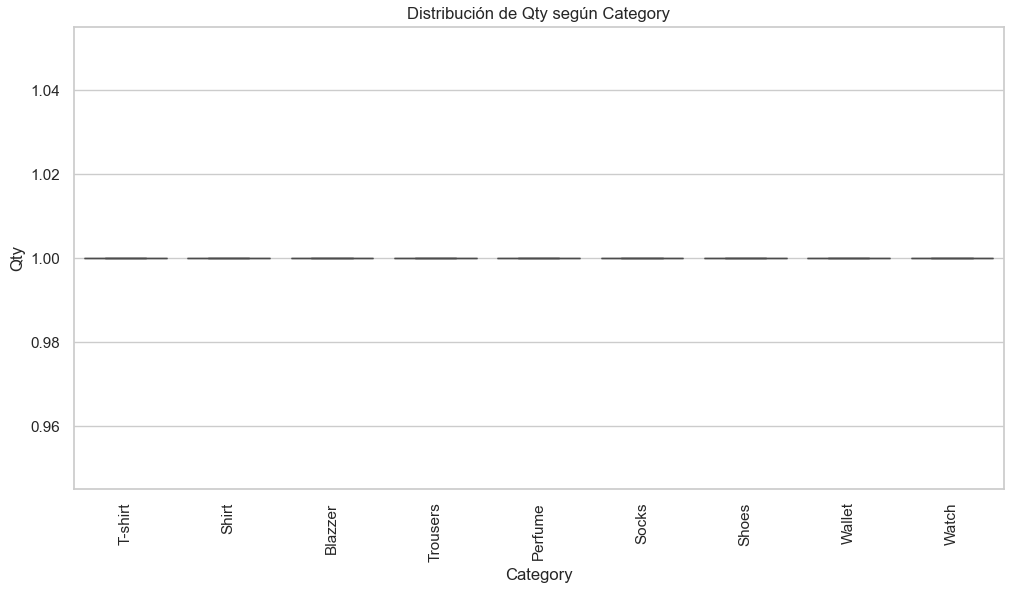 Distribución de Qty según Category
1.04
1.02
1.00
0.98
0.96
Qty
T-shirt
Shirt
Blazzer
Trousers
Perfume
Socks
Shoes
Wallet
Watch
Category